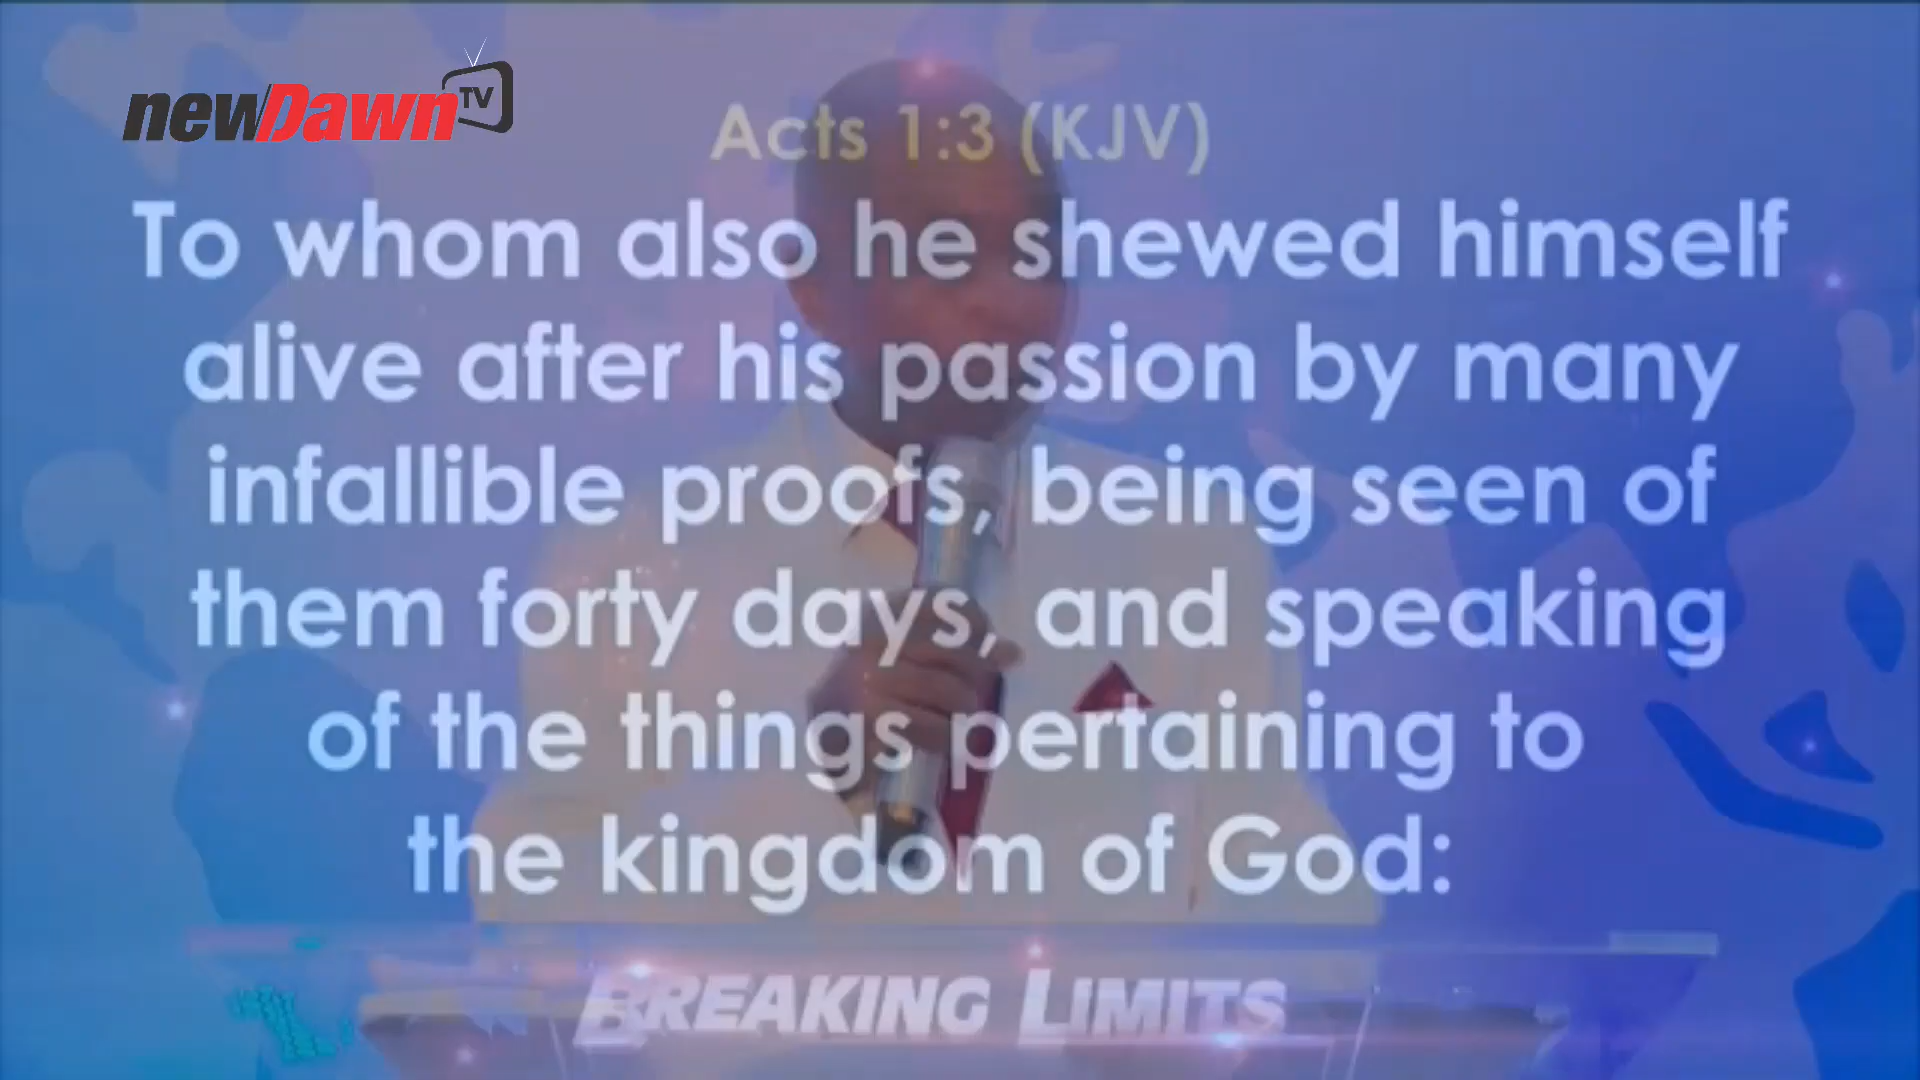 newDawn TV
Acts 1:3 (KJV)
To whom also he shewed himself
alive after his passion by many
infallible proofs, being seen of
them forty days, and speaking
of the things pertaining to
the kingdom of God:
BREAKING LIMITS